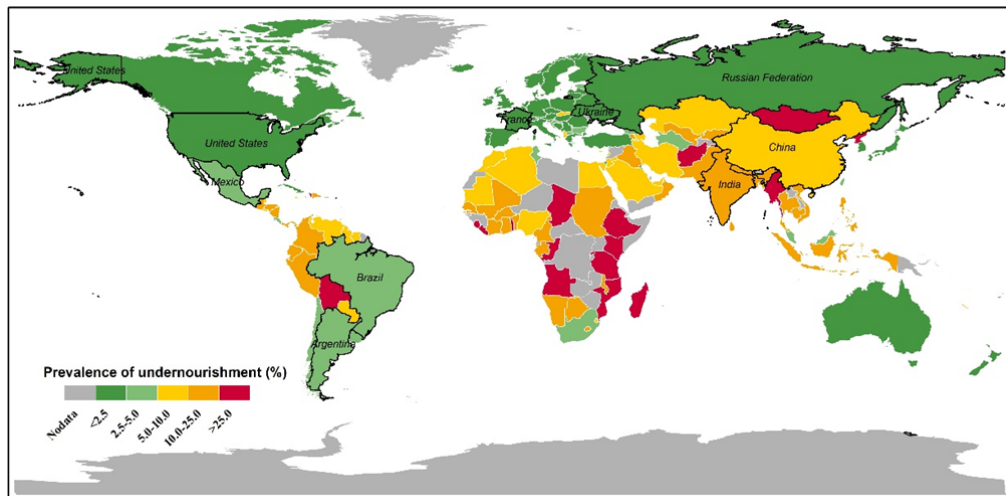 United States
Russian Federation
France
Ukraine
United States
China
Mexico
India
Brazil
Argentina
Prevalence of undernourishment (%)
Nodata
<2.5
2.5-5.0
5.0-10.0
10.0-25.0
>25.0